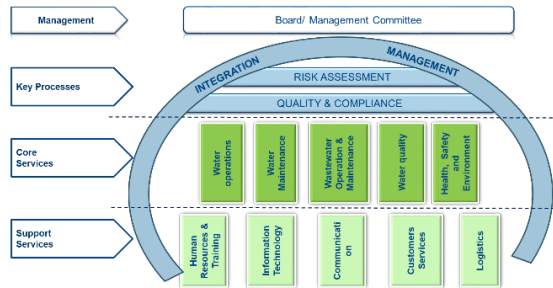 Management
Board/ Management Committee
INTEGRATION
MANAGEMENT
Key Processes
RISK ASSESSMENT
QUALITY & COMPLIANCE
Core
Services
Water
operations
Water
Maintenance
Wastewater
Operation &
Maintenance
Water quality
Health, Safety
and
Environment
Support
Services
Human
Resources &
Training
Information
Technology
Communicati
on
Customers
Services
Logistics